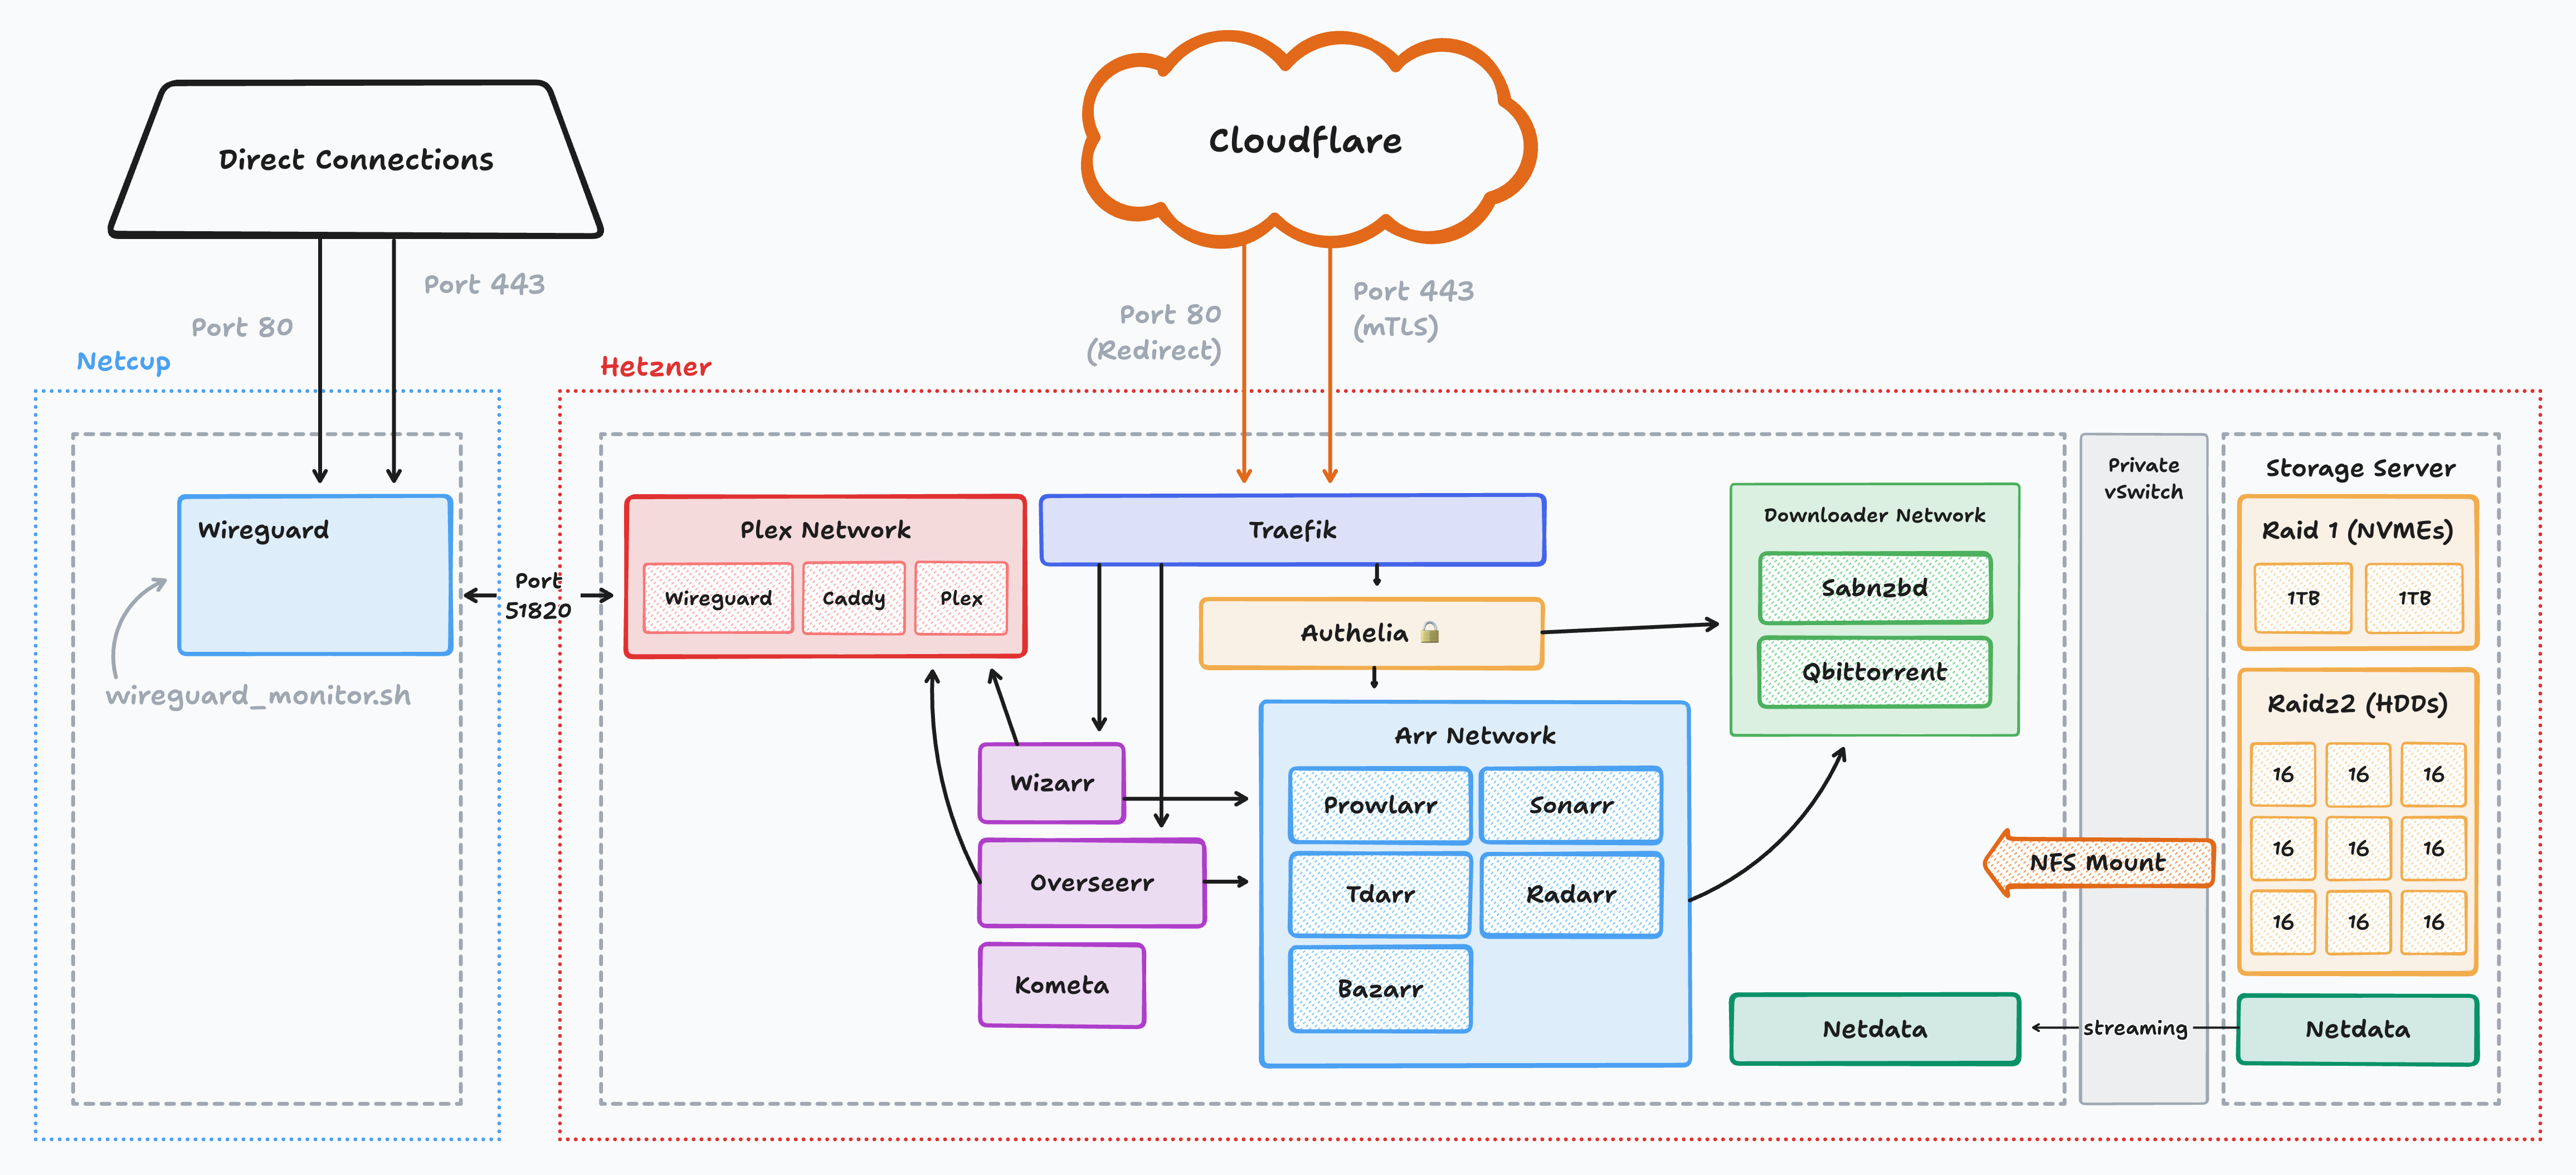 Direct Connections
Cloudflare
Port 443
Port 80
Port 80
(Redirect)
Port 443
(mTLS)
Netcup
Hetzner
Wireguard
wireguard_monitor.sh
Port
51820
Plex Network
Wireguard
Caddy
Plex
Traefik
Authelia 🔒
Downloader Network
Sabnzbd
Qbittorrent
Wizarr
Overseerr
Kometa
Arr Network
Prowlarr
Sonarr
Tdarr
Radarr
Bazarr
Netdata
Private
vSwitch
NFS Mount
streaming
Storage Server
Raid 1 (NVMEs)
1TB
1TB
Raidz2 (HDDs)
16
16
16
16
16
16
16
16
16
Netdata